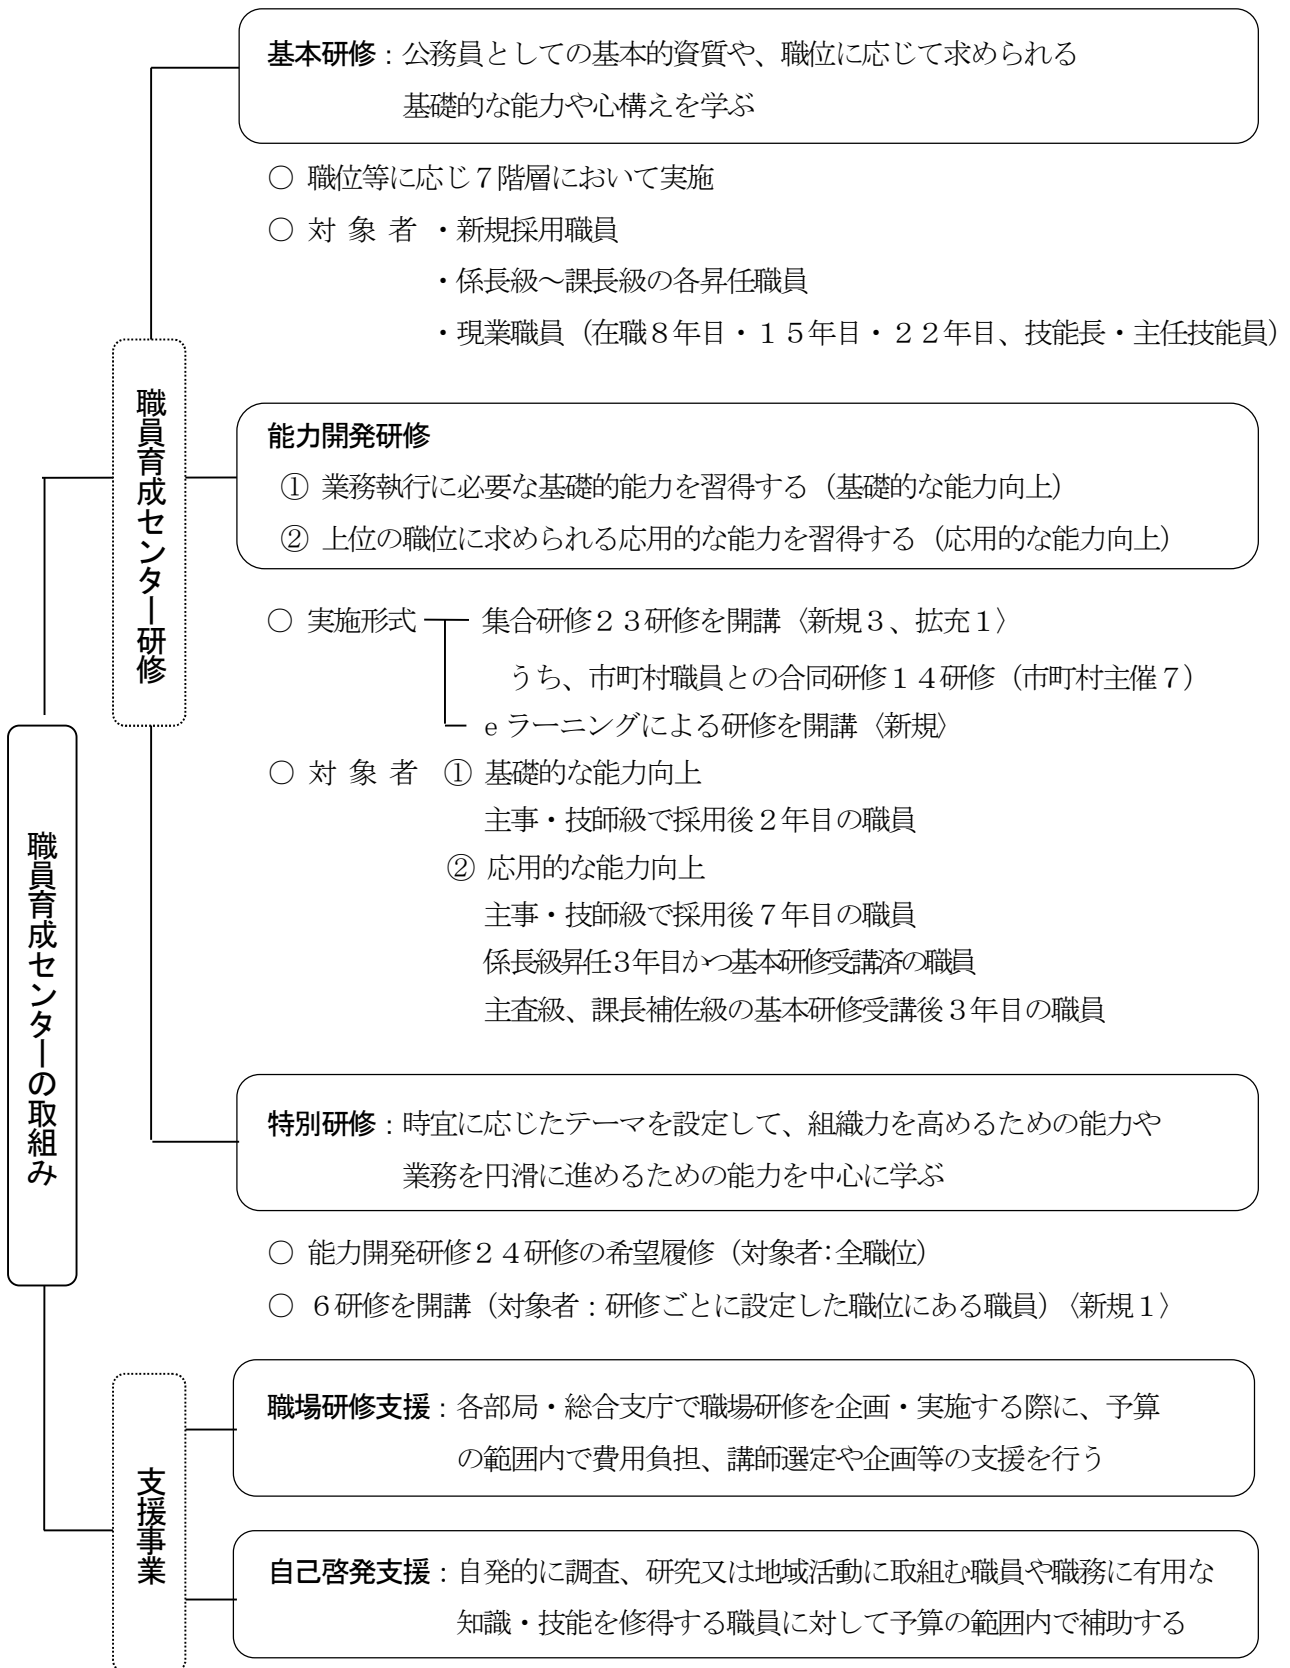 職員育成センターの取組み
職員育成センター研修
基本研修：公務員としての基本的資質や、職位に応じて求められる
基礎的な能力や心構えを学ぶ
○ 職位等に応じ７階層において実施
○ 対 象 者 ・新規採用職員
・係長級～課長級の各昇任職員
・現業職員（在職８年目・１５年目・２２年目、技能長・主任技能員）
能力開発研修
① 業務執行に必要な基礎的能力を習得する（基礎的な能力向上）
② 上位の職位に求められる応用的な能力を習得する（応用的な能力向上）
○ 実施形式 集合研修２３研修を開講〈新規３、拡充１〉
うち、市町村職員との合同研修１４研修（市町村主催７）
e ラーニングによる研修を開講〈新規〉
○ 対 象 者 ① 基礎的な能力向上
主事・技師級で採用後２年目の職員
② 応用的な能力向上
主事・技師級で採用後７年目の職員
係長級昇任３年目かつ基本研修受講済の職員
主査級、課長補佐級の基本研修受講後３年目の職員
特別研修：時宜に応じたテーマを設定して、組織力を高めるための能力や
業務を円滑に進めるための能力を中心に学ぶ
○ 能力開発研修２４研修の希望履修（対象者：全職位）
○ ６研修を開講（対象者：研修ごとに設定した職位にある職員）〈新規１〉
支援事業
職場研修支援：各部局・総合支庁で職場研修を企画・実施する際に、予算
の範囲内で費用負担、講師選定や企画等の支援を行う
自己啓発支援：自発的に調査、研究又は地域活動に取組む職員や職務に有用な
知識・技能を修得する職員に対して予算の範囲内で補助する